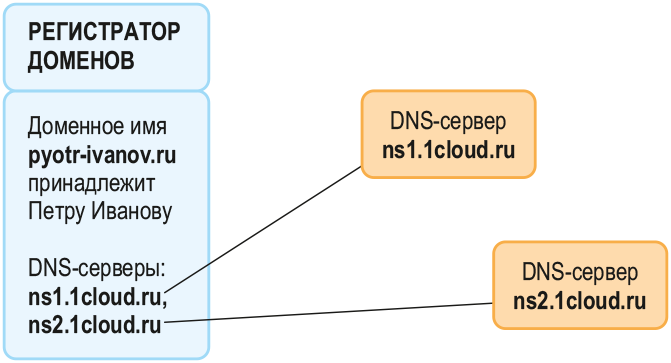 РЕГИСТРАТОР
ДОМЕНОВ
Доменное имя
pyotr-ivanov.ru
принадлежит
Петру Иванову
DNS-серверы:
ns1.1cloud.ru,
ns2.1cloud.ru
DNS-сервер
ns1.1cloud.ru
DNS-сервер
ns2.1cloud.ru